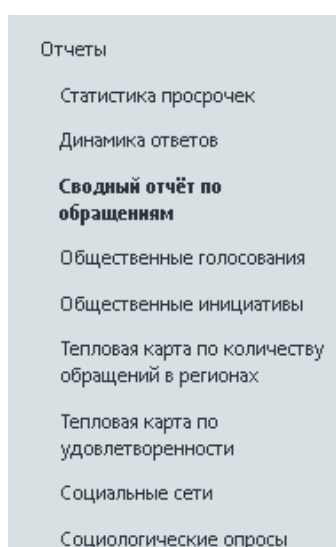 Отчеты
Статистика просрочек
Динамика ответов
Сводный отчёт по
обращениям
Общественные голосования
Общественные инициативы
Тепловая карта по количеству
обращений в регионах
Тепловая карта по
удовлетворенности
Социальные сети
Социологические опросы